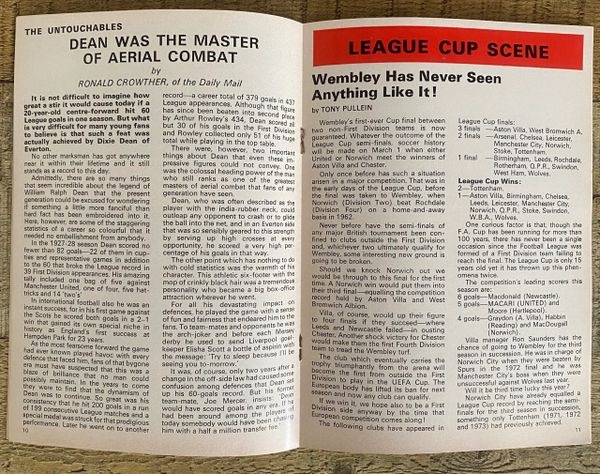 THE UNTOUCHABLES
DEAN WAS THE MASTER
OF AERIAL COMBAT
by
RONALD CROWTHER, of the Daily Mail
It is not difficult to imagine how
great a stir it would cause today if a
20-year-old centre-forward hit 60
League goals in one season. But what
is very difficult for many young fans
to believe is that such a feat was
actually achieved by Dixie Dean of
Everton.
No other marksman has got anywhere
near it within their lifetime and it still
stands as a record to this day.
Admittedly, there are so many things
that seem incredible about the legend of
William Ralph Dean that the present
generation could be excused for wondering
if something a little more fanciful than
hard fact has been embroidered into it.
Here, however, are some of the staggering
statistics of a career so colourful that it
needed no embellishment from anybody.
In the 1927-28 season Dean scored no
fewer than 82 goals—22 of them in cup-
ties and representative games in addition
to the 60 that broke the League record in
39 First Division appearances. His amazing
tally included one bag of five against
Manchester United, one of four, five hat-
tricks and 14 'two's'
In international football also he was an
instant success, for in his first game against
the Scots he scored both goals in a 2-1
win that gained its own special niche in
history as England's first success at
Hampden Park for 23 years.
As the most fearsome forward the game
had ever known played havoc with every
defence that faced him, fans of that bygone
era must have suspected that this was a
blaze of brilliance that no man could
possibly maintain. In the years to come
they were to find that the dynamism of
Dean was to continue. So great was his
consistency that he hit 200 goals in a run
of 199 consecutive League matches and a
special medal was struck for that prodigious
performance. Later he went on to another
10
record—a career total of 379 goals in 437
League appearances. Although that figure
has since been beaten into second place
by Arthur Rowley's 434, Dean scored all
but 30 of his goals in the First Division
and Rowley collected only 51 of his huge
total while playing in the top table.
There were, however, two important
things about Dean that even these im-
pressive figures could not convey. One
was the colossal heading power of the man
who still ranks as one of the greatest
masters of aerial combat that fans of any
generation have seen.
Dean, who was often described as the
player with the india-rubber neck, could
outleap any opponent to crash or to glide
the ball into the net, and in an Everton side
that was so sensibly geared to this strength
by serving up high crosses at every
opportunity, he scored a very high per-
centage of his goals in that way.
The other point which has nothing to do
with cold statistics was the warmth of his
character. This athletic six-footer with the
mop of crinkly black hair was a tremendous
personality who became a big box-office
attraction wherever he went.
For all his devastating impact on
defences, he played the game with a sense
of fun and fairness that endeared him to the
fans. To team-mates and opponents he was
the arch-joker and before each Mersey
derby he used to send Liverpool goal-
keeper Elisha Scott a bottle of aspirin with
the message: 'Try to sleep because I'll be
seeing you to-morrow.'
It was, of course, only two years after a
change in the off-side law had caused some
confusion among defences that Dean set
up his 60-goals record. But his former
team-mate, Joe Mercer, insists: 'Dean
would have scored goals in any era. If he
had been around among the players of
today somebody would have been chasing
him with a half a million transfer fee.'
LEAGUE CUP SCENE
Wembley Has Never Seen
Anything Like It!
by TONY PULLEIN
Wembley's first-ever Cup final between
two non-First Division teams is now
guaranteed. Whatever the outcome of the
League Cup semi-finals, soccer history
will be made on March 1 when either
United or Norwich meet the winners of
Aston Villa and Chester.
Only once before has such a situation
arisen in a major competition. That was in
the early days of the League Cup, before
the final was taken to Wembley, when
Norwich (Division Two) beat Rochdale
(Division Four) on a home-and-away
basis in 1962.
Never before have the semi-finals of
any major British tournament been con-
fined to clubs outside the First Division
and, whichever two ultimately qualify for
Wembley, some interesting new ground is
going to be broken.
Should we knock Norwich out we
would be through to this final for the first
time. A Norwich win would put them into
their third final—equalling the competition
record held by Aston Villa and West
Bromwich Albion.
Villa, of course, would up their figure
to four finals if they succeed—where
Leeds and Newcastle failed—in ousting
Chester. Another shock victory for Chester
would make them the first Fourth Division
team to tread the Wembley turf.
The club which eventually carries the
trophy triumphantly from the arena will
become the first from outside the First
Division to play in the UEFA Cup. The
European body has lifted its ban for next
season and now any club can qualify.
If we win it, we hope also to be a First
Division side anyway by the time that
European competition comes along!
The following clubs have appeared in
League Cup finals:
3 finals —Aston Villa, West Bromwich A.
2 finals —Arsenal, Chelsea, Leicester,
Manchester City, Norwich,
Stoke, Tottenham.
1 final —Birmingham, Leeds, Rochdale,
Rotherham, Q.P.R., Swindon,
West Ham, Wolves.
League Cup Wins:
2—Tottenham.
1—Aston Villa, Birmingham, Chelsea,
Leeds, Leicester, Manchester City,
Norwich, Q.P.R., Stoke, Swindon,
W.B.A., Wolves.
One curious factor is that, though the
F.A. Cup has been running for more than
100 years, there has never been a single
occasion since the Football League was
formed of a First Division team failing to
reach the final. The League Cup is only 15
years old yet it has thrown up this phen-
omena twice.
The competition's leading scorers this
season are:
6 goals—Macdonald (Newcastle).
5 goals—MACARI (UNITED) and
Moore (Hartlepool).
4 goals—Graydon (A. Villa), Habbin
(Reading) and MacDougall
(Norwich).
Villa manager Ron Saunders has the
chance of going to Wembley for the third
season in succession. He was in charge of
Norwich City when they were beaten by
Spurs in the 1972 final and he was
Manchester City's boss when they were
unsuccessful against Wolves last year.
Will it be third time lucky this year?
Norwich City have already equalled a
League Cup record by reaching the semi-
finals for the third season in succession,
something only Tottenham (1971, 1972
and 1973) had previously achieved.
11